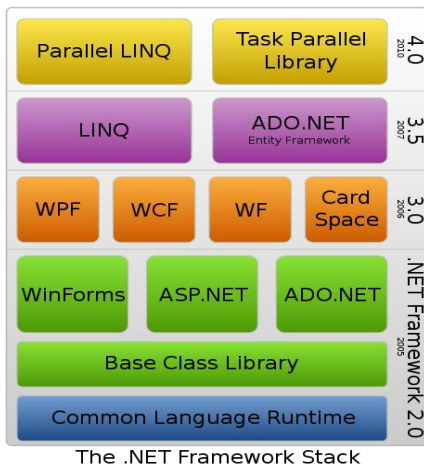 Parallel LINQ
Task Parallel
Library
4.0
2010
LINQ
ADO.NET
Entity Framework
3.5
2007
WPF
WCF
WF
Card
Space
3.0
2006
WinForms
ASP.NET
ADO.NET
Base Class Library
Common Language Runtime
.NET Framework 2.0
2005
The .NET Framework Stack